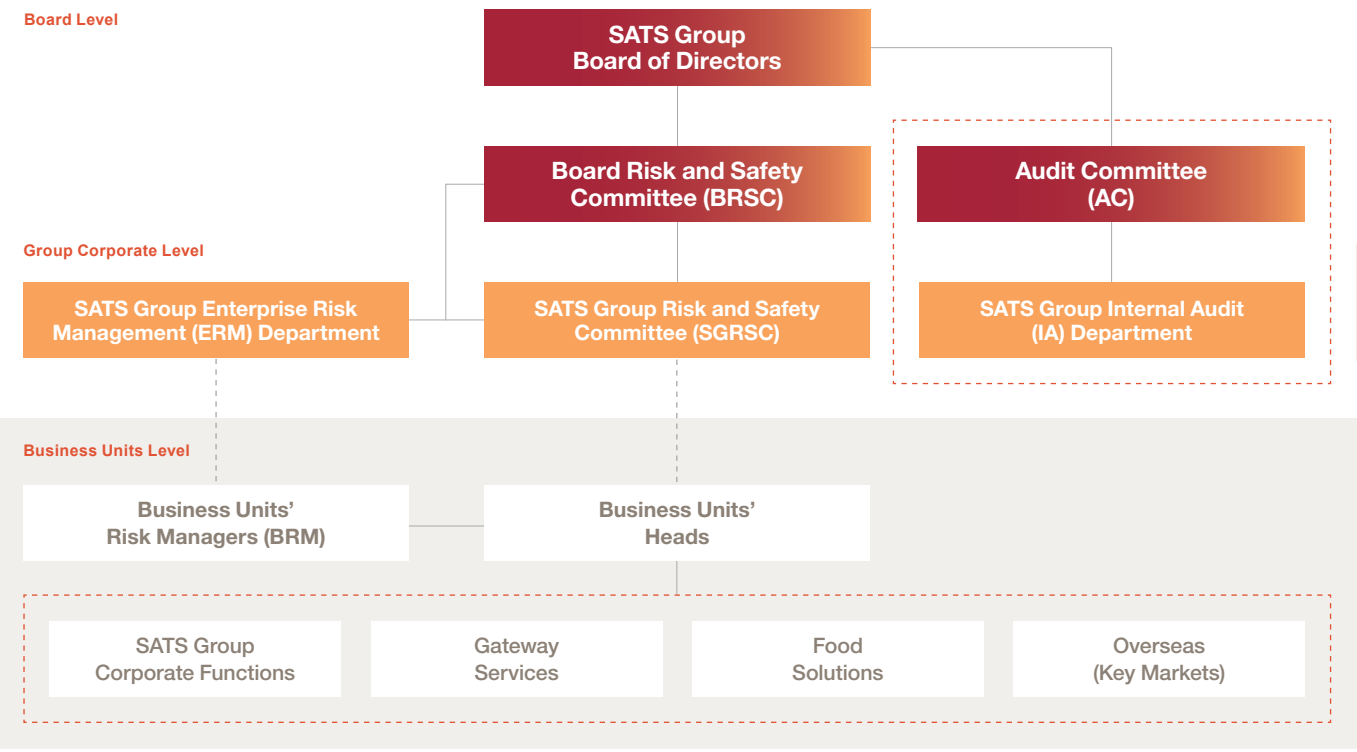 Board Level
SATS Group
Board of Directors
Board Risk and Safety
Committee (BRSC)
Audit Committee
(AC)
Group Corporate Level
SATS Group Enterprise Risk
Management (ERM) Department
SATS Group Risk and Safety
Committee (SGRSC)
SATS Group Internal Audit
(IA) Department
Business Units Level
Business Units’
Risk Managers (BRM)
Business Units’
Heads
SATS Group
Corporate Functions
Gateway
Services
Food
Solutions
Overseas
(Key Markets)